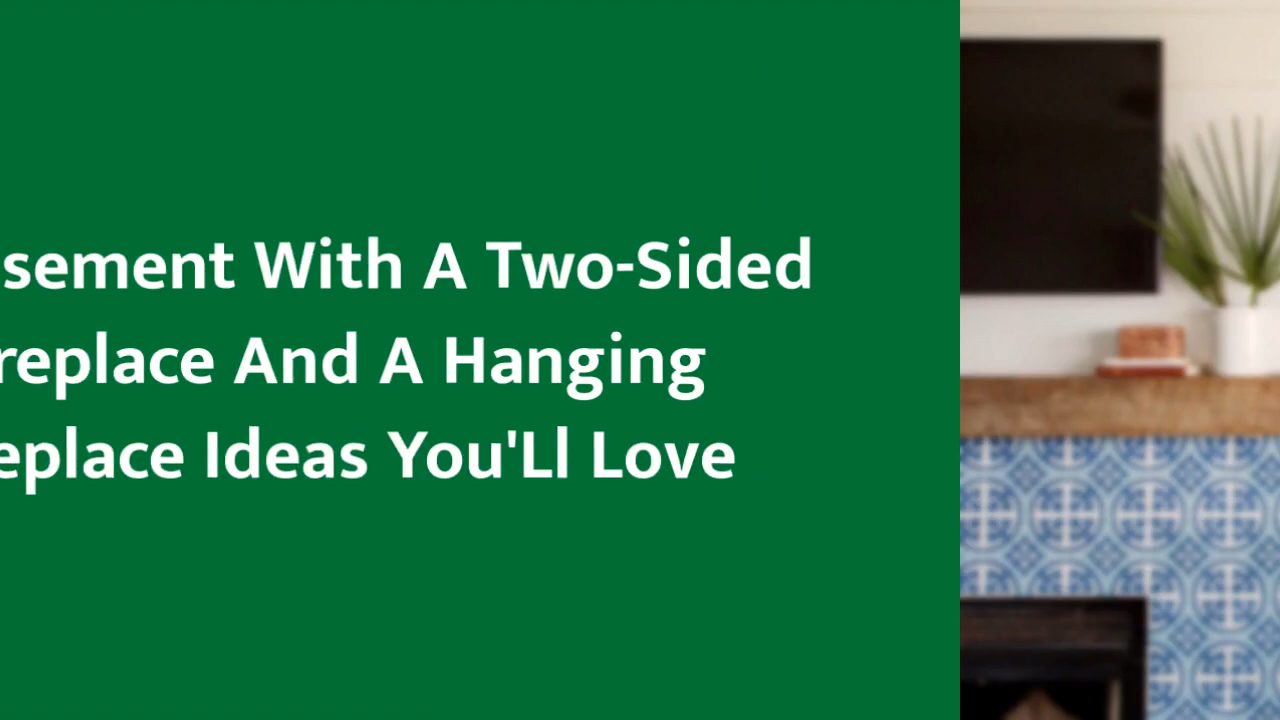 sement With A Two-Sided
replace And A Hanging
eplace Ideas You'Ll Love